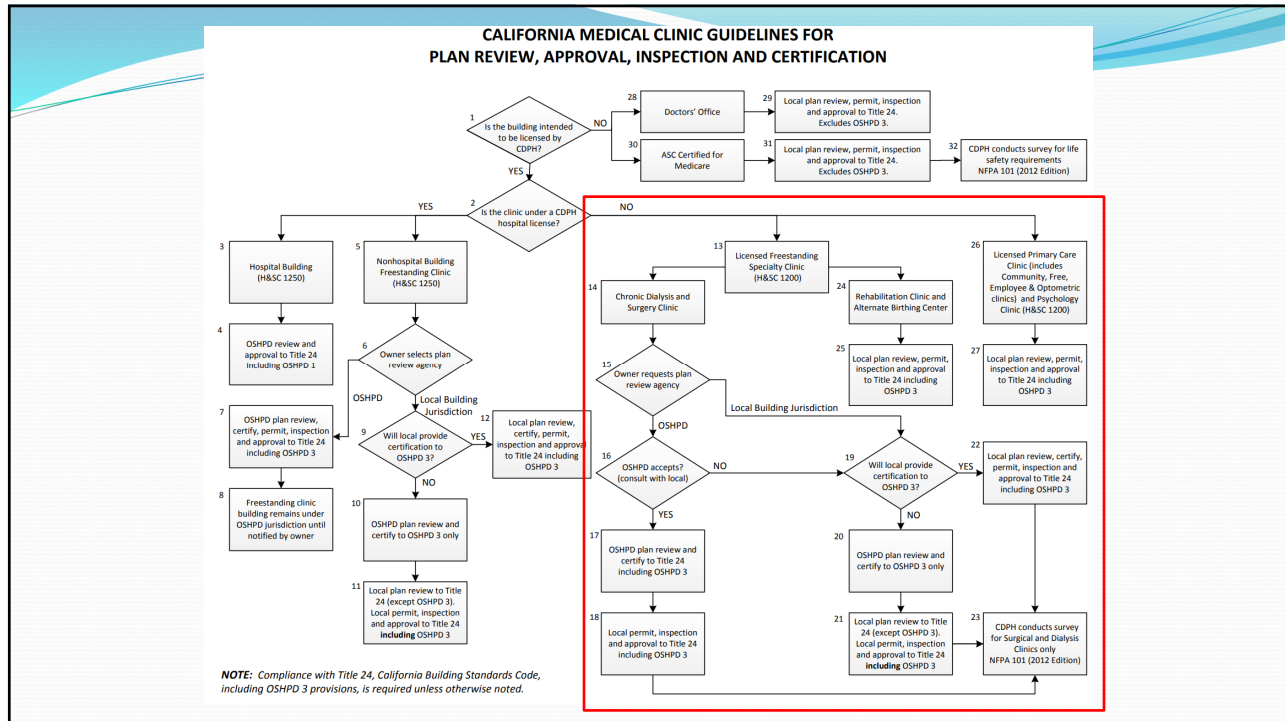 CALIFORNIA MEDICAL CLINIC GUIDELINES FOR
PLAN REVIEW, APPROVAL, INSPECTION AND CERTIFICATION
1
Is the building intended
to be licensed by
CDPH?
NO
YES
28
Doctors' Office
29
Local plan review, permit, inspection
and approval to Title 24.
Excludes OSHPD 3.
30
ASC Certified for
Medicare
31
Local plan review, permit, inspection
and approval to Title 24.
Excludes OSHPD 3.
32
CDPH conducts survey for life
safety requirements
NFPA 101 (2012 Edition)
2
Is the clinic under a CDPH
hospital license?
YES
NO
3
Hospital Building
(H&SC 1250)
4
OSHPD review and
approval to Title 24
including OSHPD 1
5
Nonhospital Building
Freestanding Clinic
(H&SC 1250)
6
Owner selects plan
review agency
OSHPD
Local Building
Jurisdiction
7
OSHPD plan review,
certify, permit, inspection
and approval to Title 24
including OSHPD 3
8
Freestanding clinic
building remains under
OSHPD jurisdiction until
notified by owner
9
Will local provide
certification to
OSHPD 3?
YES
NO
12
Local plan review,
certify, permit,
inspection and approval
to Title 24 including
OSHPD 3
10
OSHPD plan review and
certify to OSHPD 3 only
11
Local plan review to Title
24 (except OSHPD 3).
Local permit, inspection
and approval to Title 24
including OSHPD 3
13
Licensed Freestanding
Specialty Clinic
(H&SC 1200)
14
Chronic Dialysis and
Surgery Clinic
24
Rehabilitation Clinic and
Alternate Birthing Center
25
Local plan review, permit,
inspection and approval
to Title 24 including
OSHPD 3
26
Licensed Primary Care
Clinic (includes
Community, Free,
Employee & Optometric
clinics) and Psychology
Clinic (H&SC 1200)
27
Local plan review, permit,
inspection and approval
to Title 24 including
OSHPD 3
15
Owner requests plan
review agency
Local Building Jurisdiction
OSHPD
16
OSHPD accepts?
(consult with local)
NO
YES
17
OSHPD plan review and
certify to Title 24
including OSHPD 3
18
Local permit, inspection
and approval to Title 24
including OSHPD 3
19
Will local provide
certification to
OSHPD 3?
YES
NO
22
Local plan review, certify,
permit, inspection and
approval to Title 24
including OSHPD 3
20
OSHPD plan review and
certify to OSHPD 3 only
21
Local plan review to Title
24 (except OSHPD 3).
Local permit, inspection
and approval to Title 24
including OSHPD 3
23
CDPH conducts survey
for Surgical and Dialysis
Clinics only
NFPA 101 (2012 Edition)
NOTE: Compliance with Title 24, California Building Standards Code,
including OSHPD 3 provisions, is required unless otherwise noted.